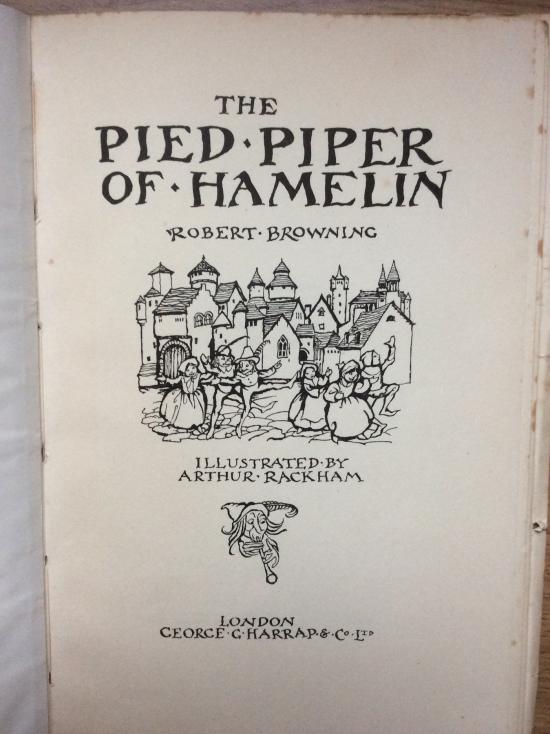 THE
PIED·PIPER
OF·HAMELIN
ROBERT·BROWNING
ILLUSTRATED·BY
ARTHUR·RACKHAM
LONDON
GEORGE·G·HARRAP·&·Co·LTD